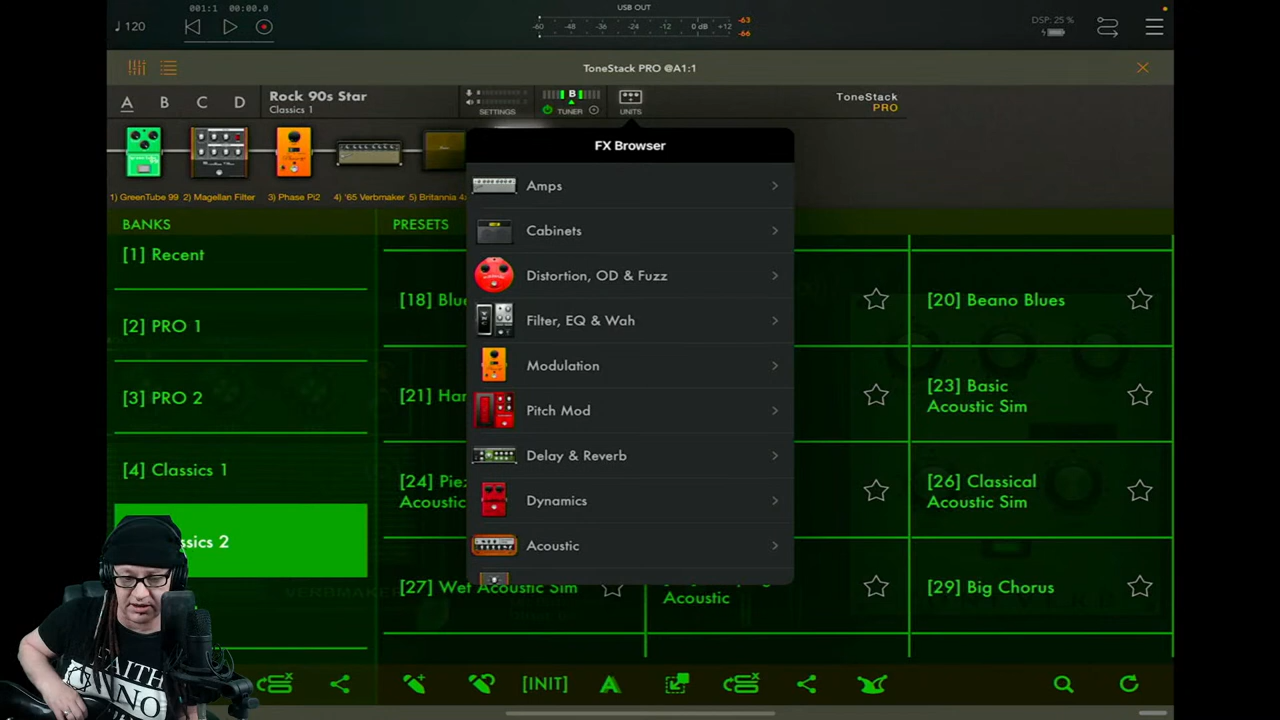 USB OUT
001:1 00:00.0
120
-60 -48 -36 -24 -12 0 dB +12
-63
-66
DSP: 25 %
ToneStack PRO @A1:1
A B C D
Rock 90s Star
Classics 1
SETTINGS
B
TUNER
UNITS
ToneStack
PRO
FX Browser
1) GreenTube 99 2) Magellan Filter 3) Phase Pi2 4) '65 Verbmaker 5) Britannia
BANKS
[1] Recent
[2] PRO 1
[3] PRO 2
[4] Classics 1
ssics 2
PRESETS
Amps
Cabinets
Distortion, OD & Fuzz
Filter, EQ & Wah
Modulation
Pitch Mod
Delay & Reverb
Dynamics
Acoustic
[18] Blu
[20] Beano Blues
[21] Har
[23] Basic
Acoustic Sim
[24] Pie
Acoustic
[26] Classical
Acoustic Sim
[27] Wet Acoustic Sim
Acoustic
[29] Big Chorus
[INIT]
FAITH
NO